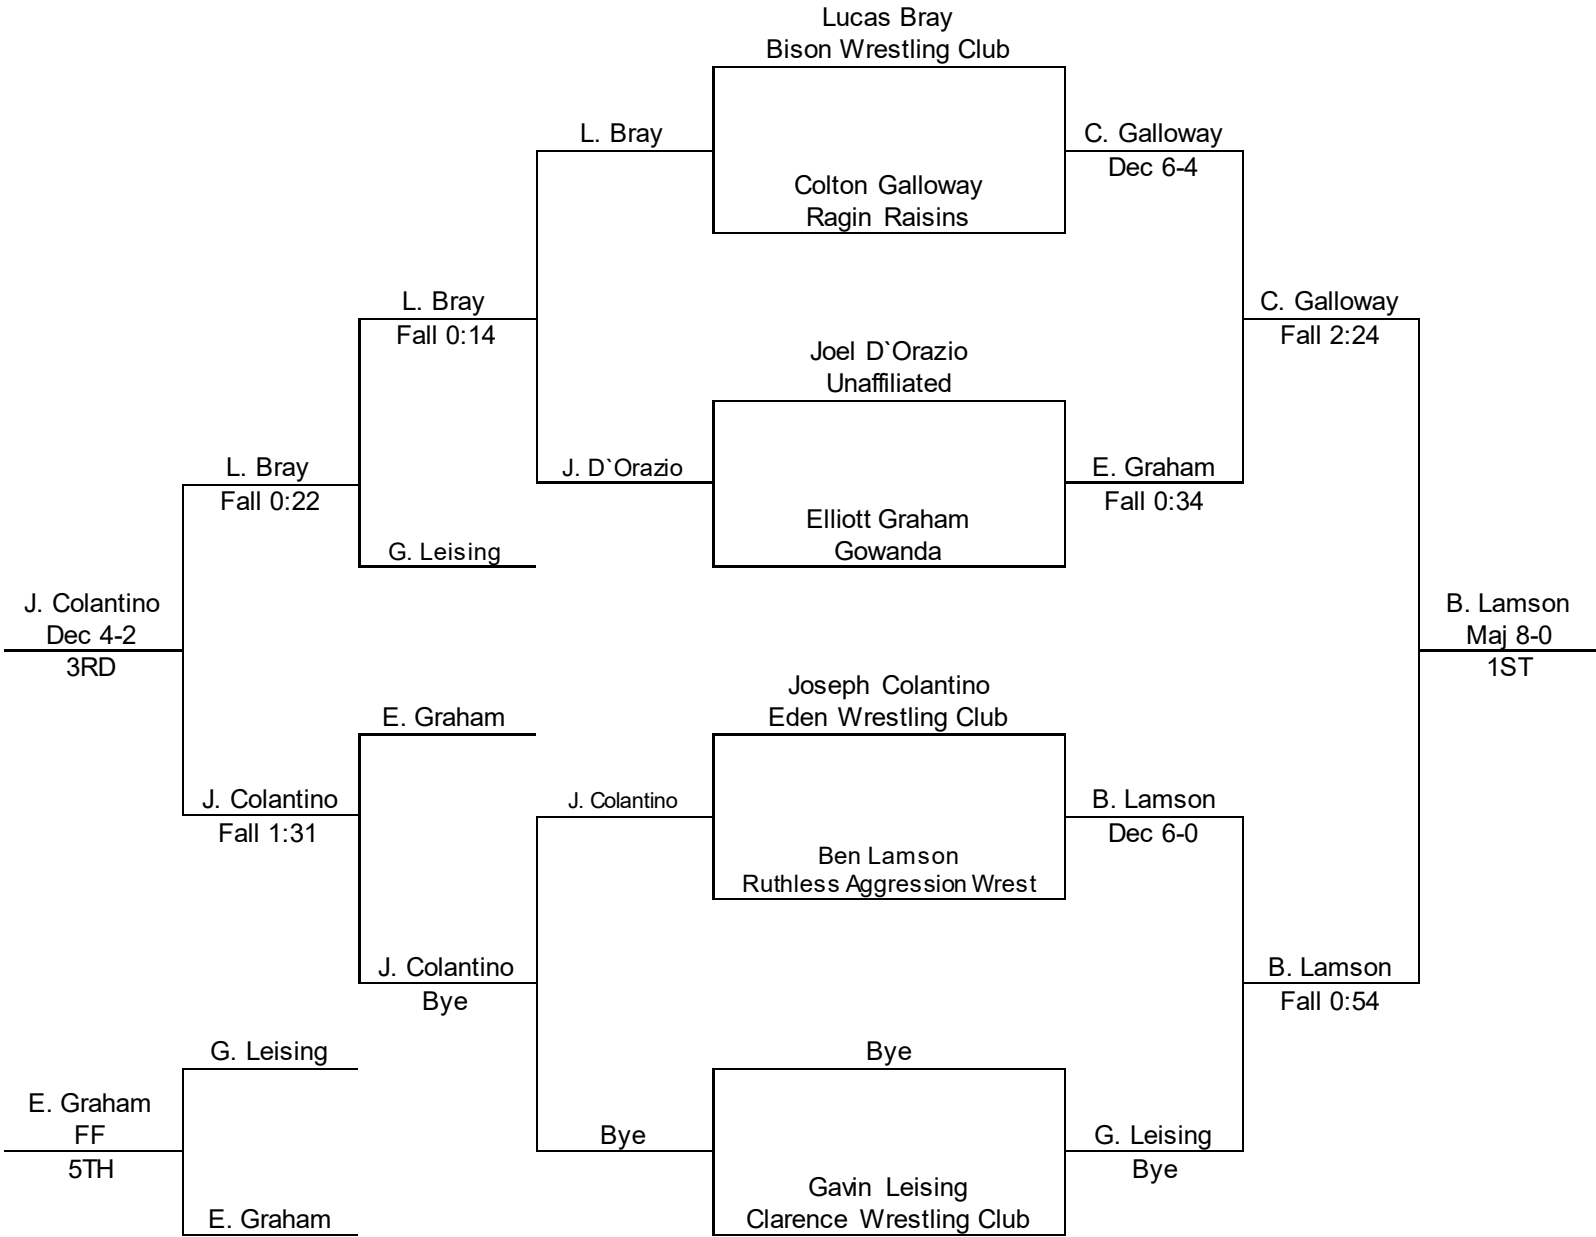 Lucas Bray
Bison Wrestling Club
L. Bray
C. Galloway
Dec 6-4
Colton Galloway
Ragin Raisins
L. Bray
Fall 0:14
C. Galloway
Fall 2:24
Joel D`Orazio
Unaffiliated
L. Bray
Fall 0:22
J. D`Orazio
E. Graham
Fall 0:34
Elliott Graham
Gowanda
G. Leising
J. Colantino
Dec 4-2
3RD
B. Lamson
Maj 8-0
1ST
Joseph Colantino
Eden Wrestling Club
E. Graham
J. Colantino
Fall 1:31
J. Colantino
B. Lamson
Dec 6-0
Ben Lamson
Ruthless Aggression Wrest
J. Colantino
Bye
B. Lamson
Fall 0:54
G. Leising
Bye
E. Graham
FF
5TH
Bye
G. Leising
Bye
Gavin Leising
Clarence Wrestling Club
E. Graham